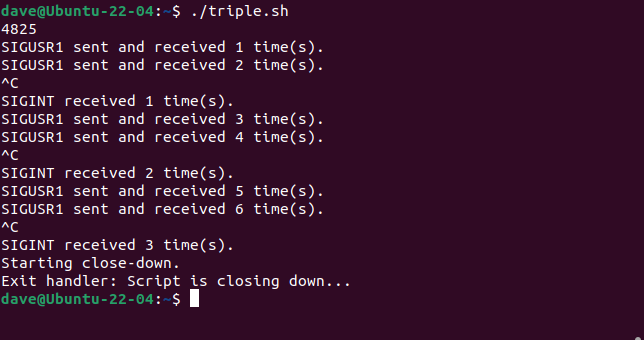 dave@Ubuntu-22-04:~$ ./triple.sh
4825
SIGUSR1 sent and received 1 time(s).
SIGUSR1 sent and received 2 time(s).
^C
SIGINT received 1 time(s).
SIGUSR1 sent and received 3 time(s).
SIGUSR1 sent and received 4 time(s).
^C
SIGINT received 2 time(s).
SIGUSR1 sent and received 5 time(s).
SIGUSR1 sent and received 6 time(s).
^C
SIGINT received 3 time(s).
Starting close-down.
Exit handler: Script is closing down...
dave@Ubuntu-22-04:~$